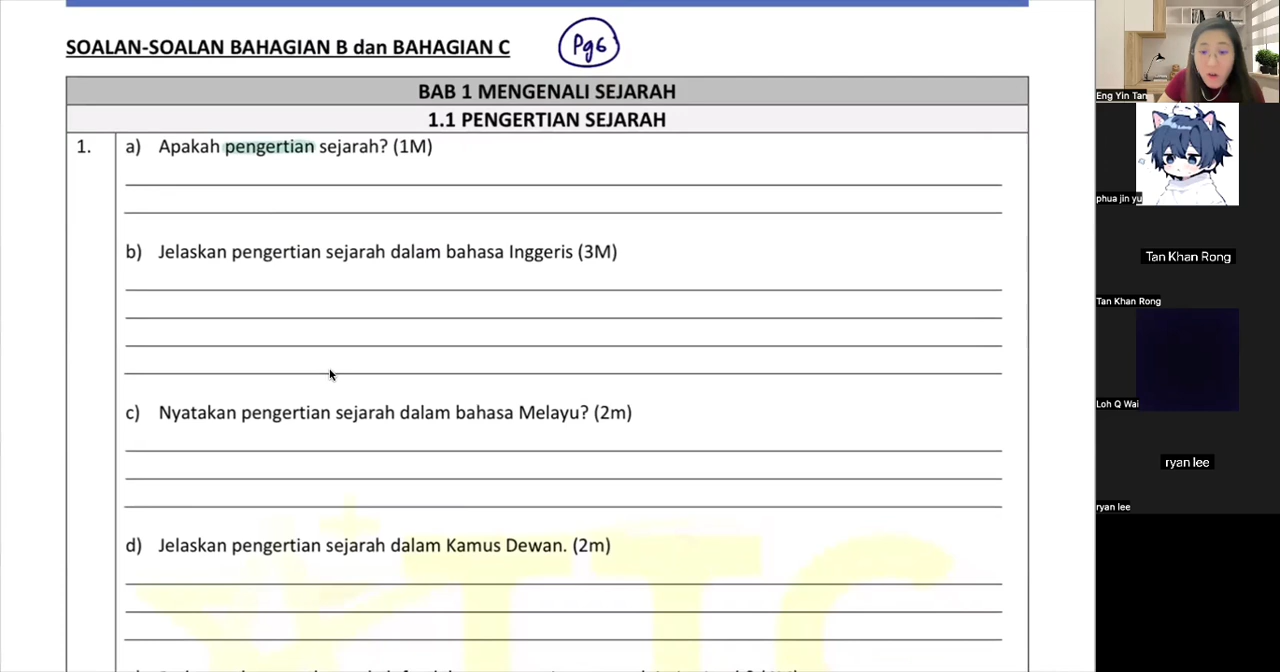 SOALAN-SOALAN BAHAGIAN B dan BAHAGIAN C
Pg6
BAB 1 MENGENALI SEJARAH
1.1 PENGERTIAN SEJARAH
1. a) Apakah pengertian sejarah? (1M)
b) Jelaskan pengertian sejarah dalam bahasa Inggeris (3M)
c) Nyatakan pengertian sejarah dalam bahasa Melayu? (2m)
d) Jelaskan pengertian sejarah dalam Kamus Dewan. (2m)
TTC
Eng Yin Tan
phua jin yu
Tan Khan Rong
Tan Khan Rong
Loh Q Wai
ryan lee
ryan lee